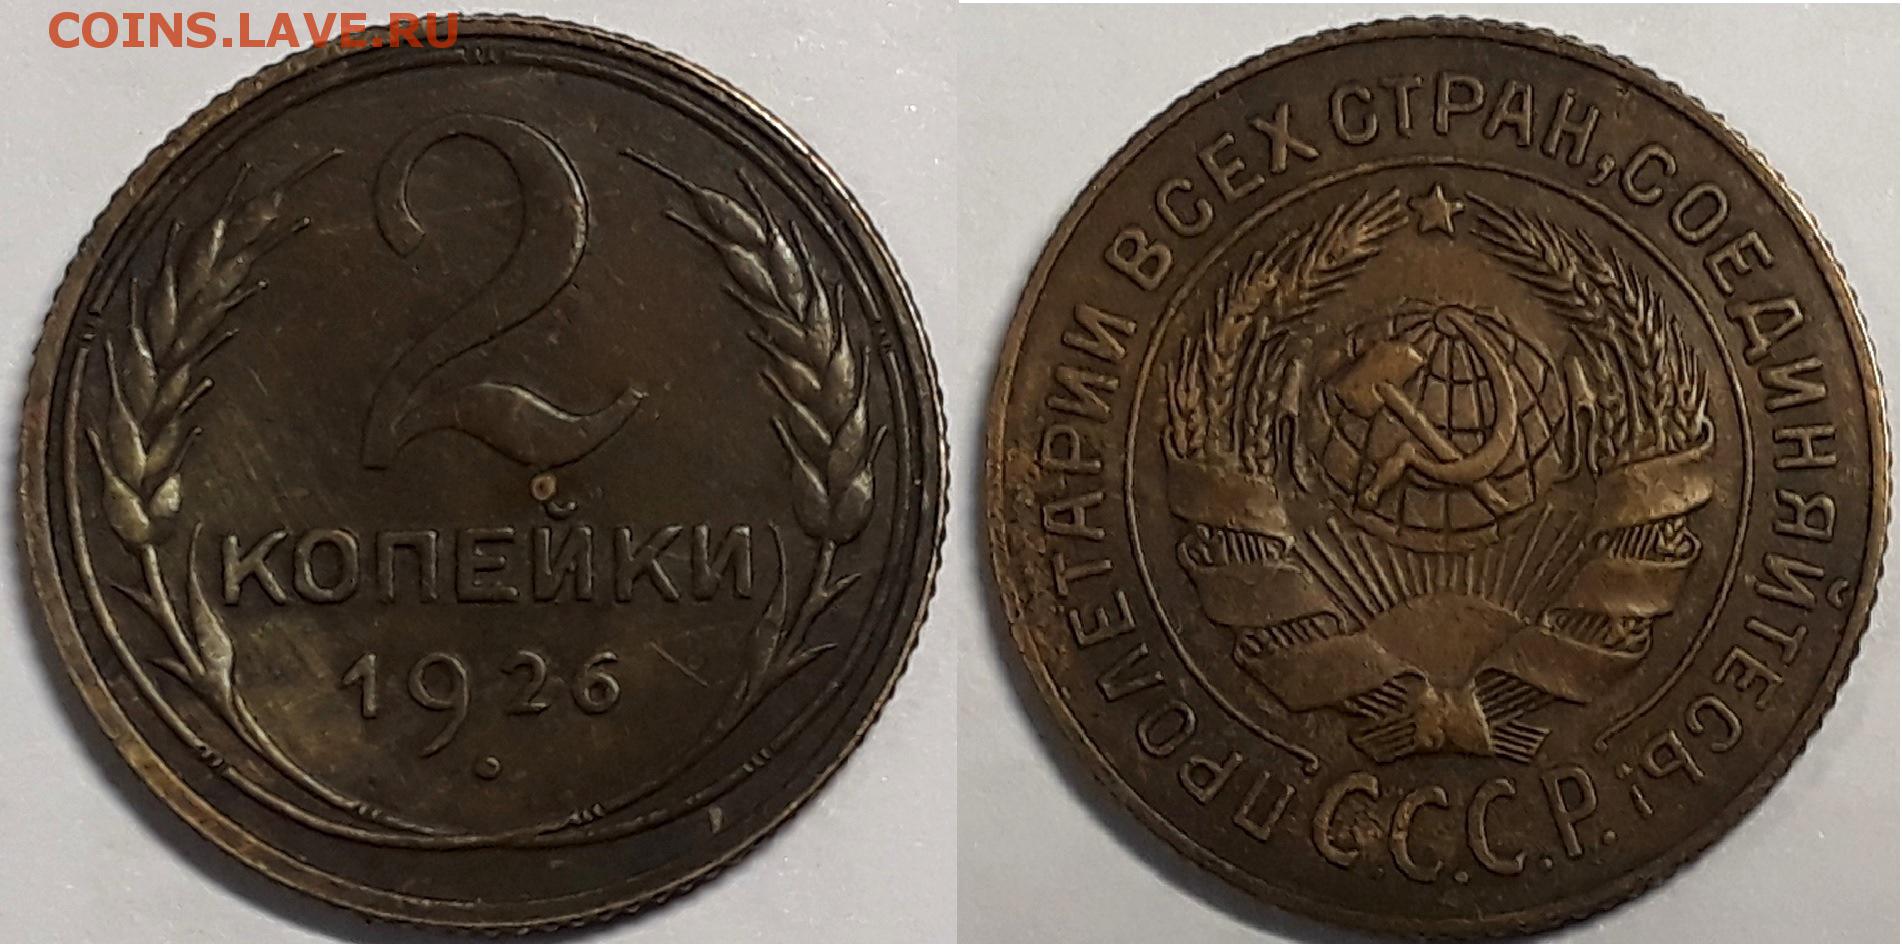 COINS.LAVE.RU
2
КОПЕЙКИ
1926
ПРОЛЕТАРИИ ВСЕХ СТРАН, СОЕДИНЯЙТЕСЬ!
С.С.С.Р.